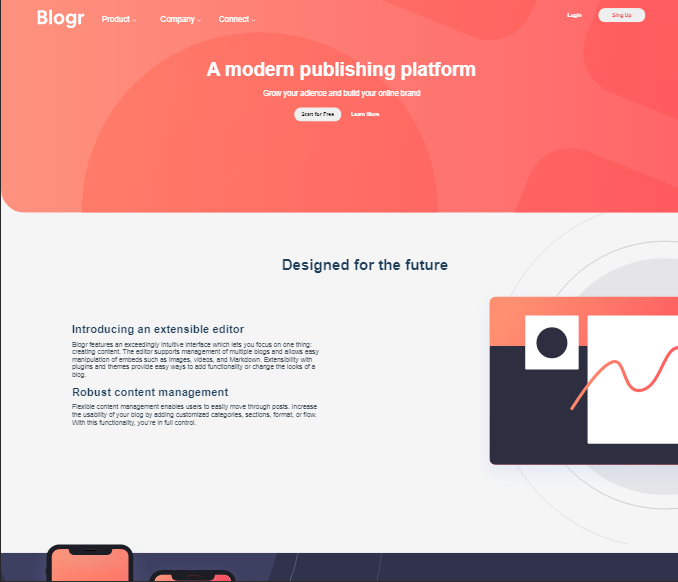 Blogr Product Company Connect Login Sing Up
A modern publishing platform
Grow your adience and build your online brand
Start for Free Learn More
Designed for the future
Introducing an extensible editor
Blogr features an exceedingly intuitive interface which lets you focus on one thing:
creating content. The editor supports management of multiple blogs and allows easy
manipulation of embeds such as images, videos, and Markdown. Extensibility with
plugins and themes provide easy ways to add functionality or change the looks of a
blog.
Robust content management
Flexible content management enables users to easily move through posts. Increase
the usability of your blog by adding customized categories, sections, format, or flow.
With this functionality, you're in full control.